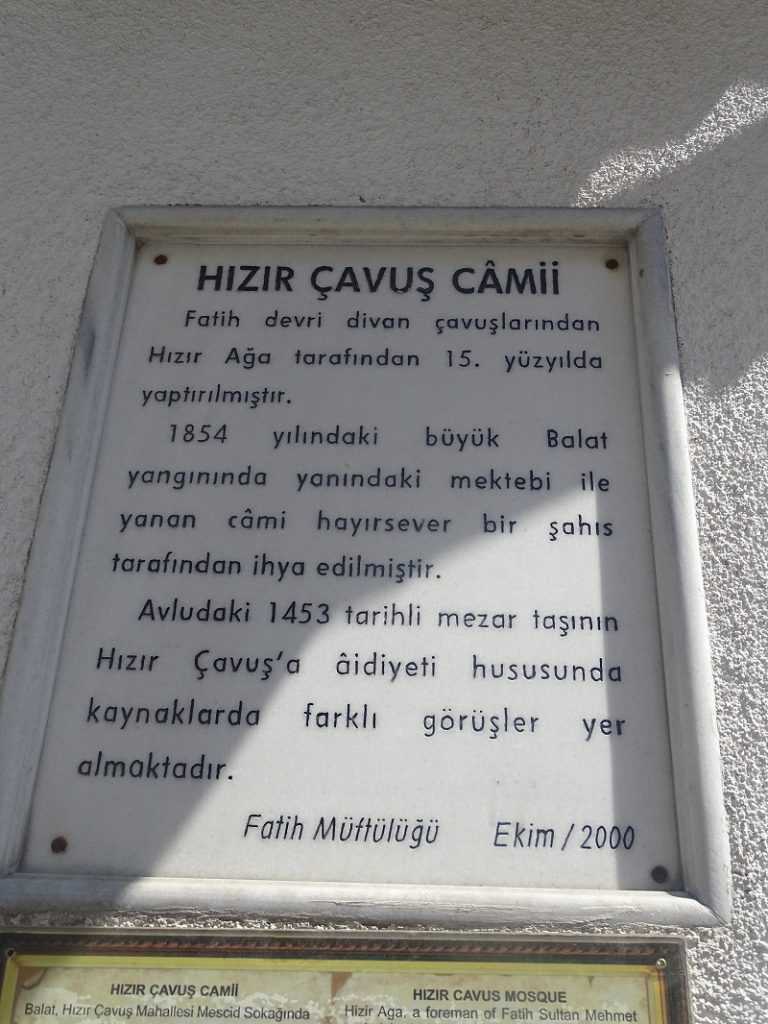 HIZIR ÇAVUŞ CÂMİİ
Fatih devri divan çavuşlarından
Hızır Ağa tarafından 15. yüzyılda
yaptırılmıştır.
1854 yılındaki büyük Balat
yangınında yanındaki mektebi ile
yanan câmi hayırsever bir şahıs
tarafından ihya edilmiştir.
Avludaki 1453 tarihli mezar taşının
Hızır Çavuş'a âidiyeti hususunda
kaynaklarda farklı görüşler yer
almaktadır.
Fatih Müftülüğü Ekim / 2000
HIZIR ÇAVUŞ CAMİİ
Balat, Hızır Çavuş Mahallesi Mescid Sokağında
HIZIR CAVUS MOSQUE
Hizir Aga, a foreman of Fatih Sultan Mehmet